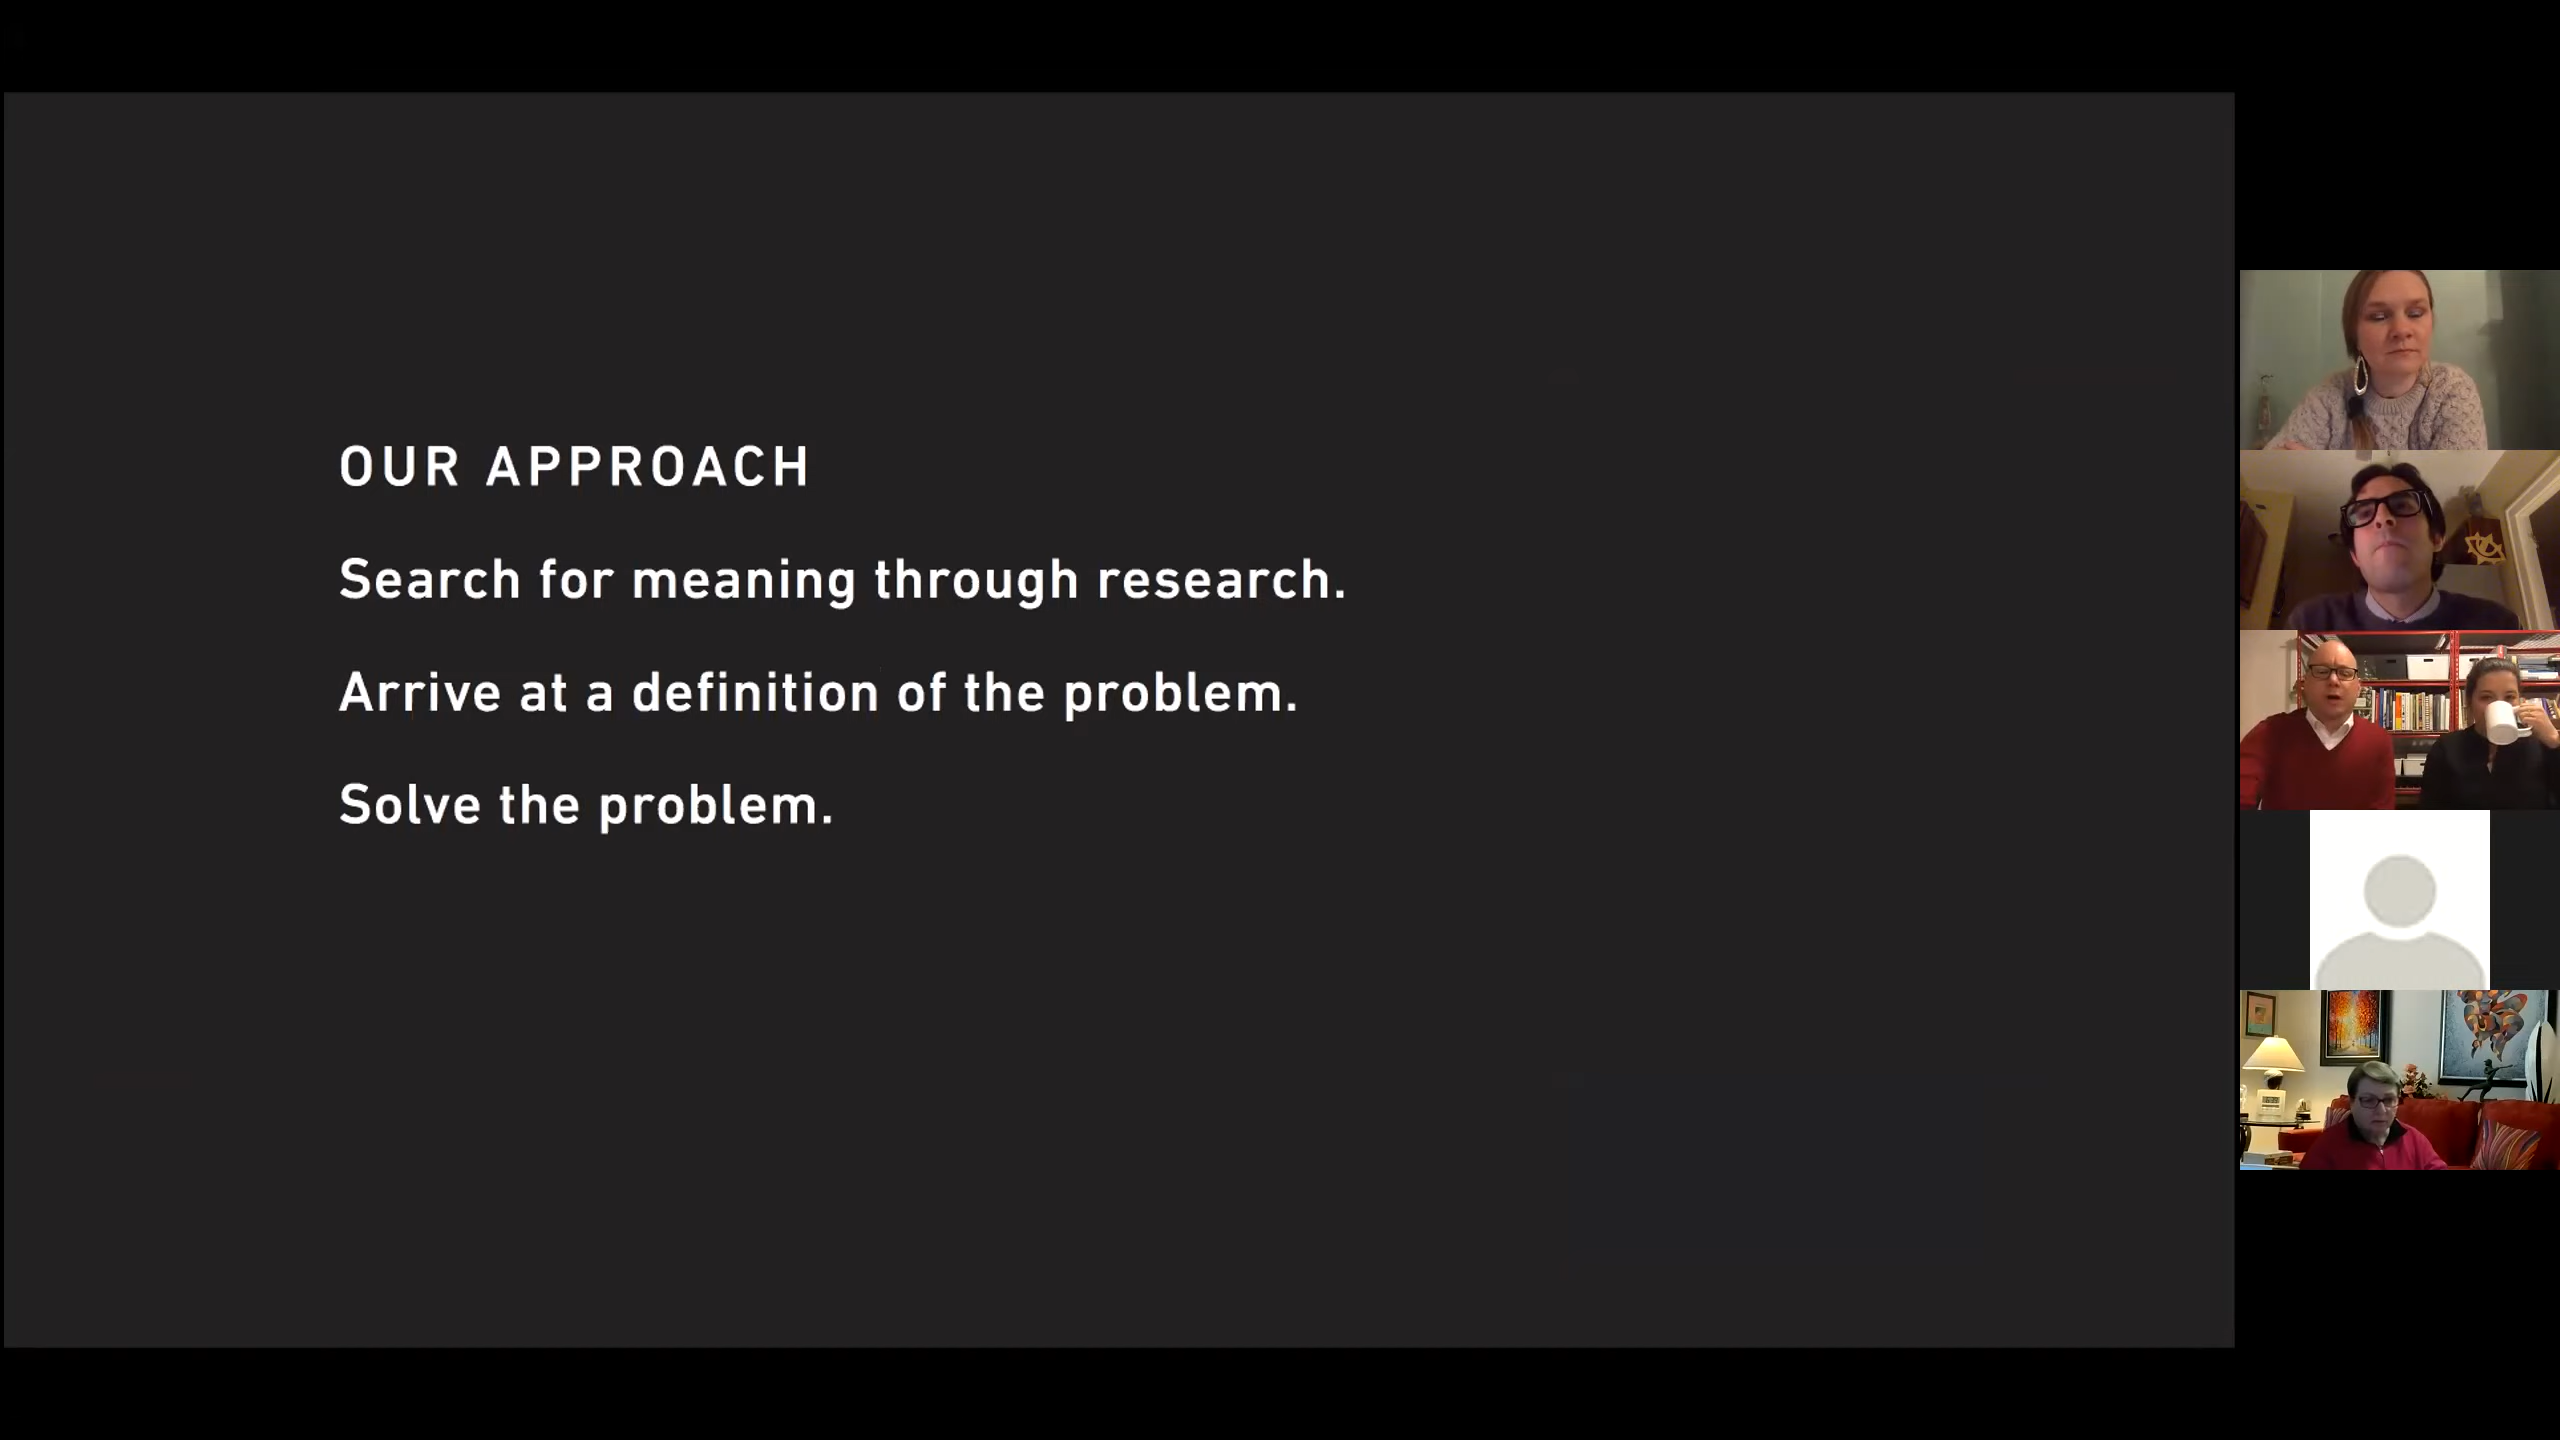 OUR APPROACH
Search for meaning through research.
Arrive at a definition of the problem.
Solve the problem.